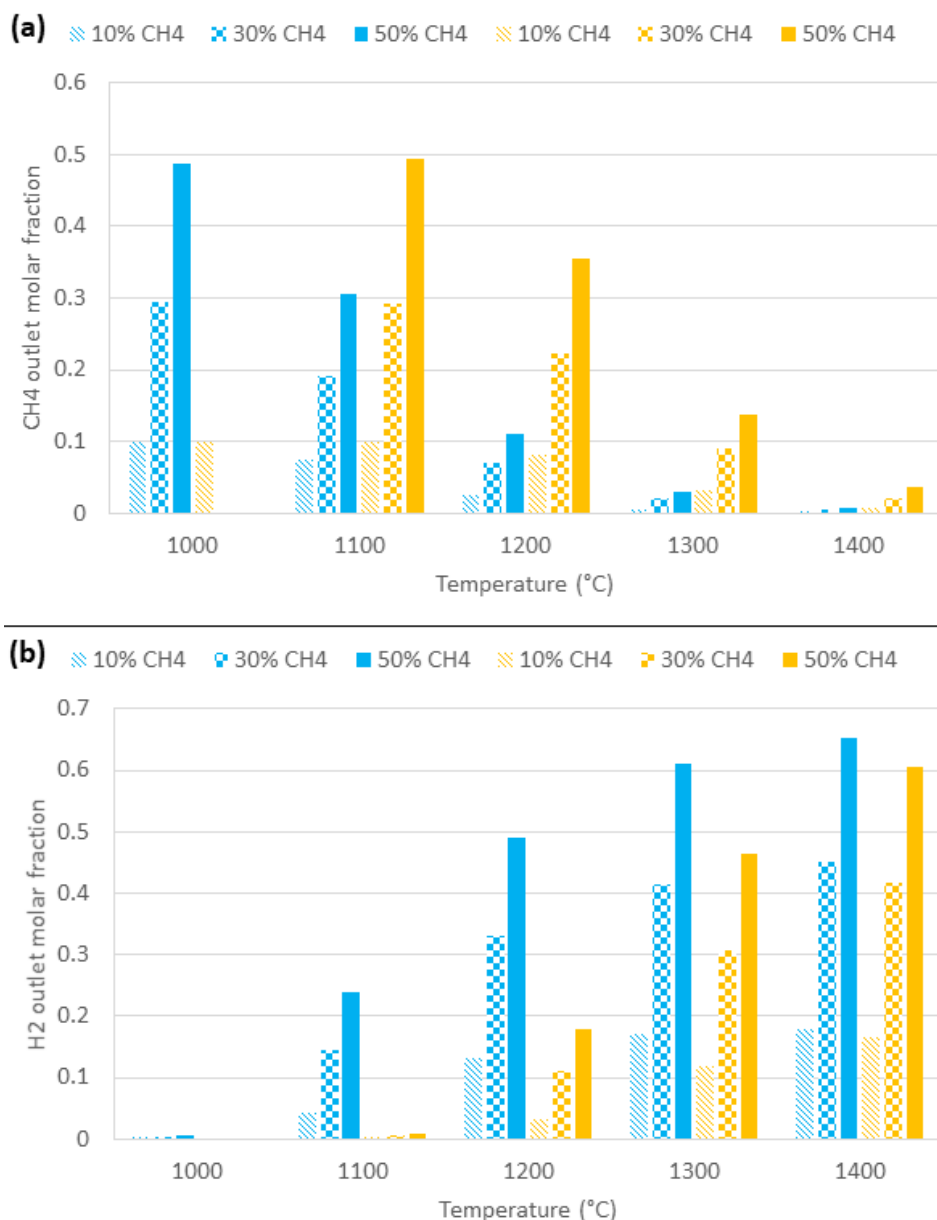 (a) 10% CH4 30% CH4 50% CH4 10% CH4 30% CH4 50% CH4
0.6
0.5
0.4
0.3
0.2
0.1
0
CH4 outlet molar fraction
1000 1100 1200 1300 1400
Temperature (°C)
(b) 10% CH4 30% CH4 50% CH4 10% CH4 30% CH4 50% CH4
0.7
0.6
0.5
0.4
0.3
0.2
0.1
0
H2 outlet molar fraction
1000 1100 1200 1300 1400
Temperature (°C)